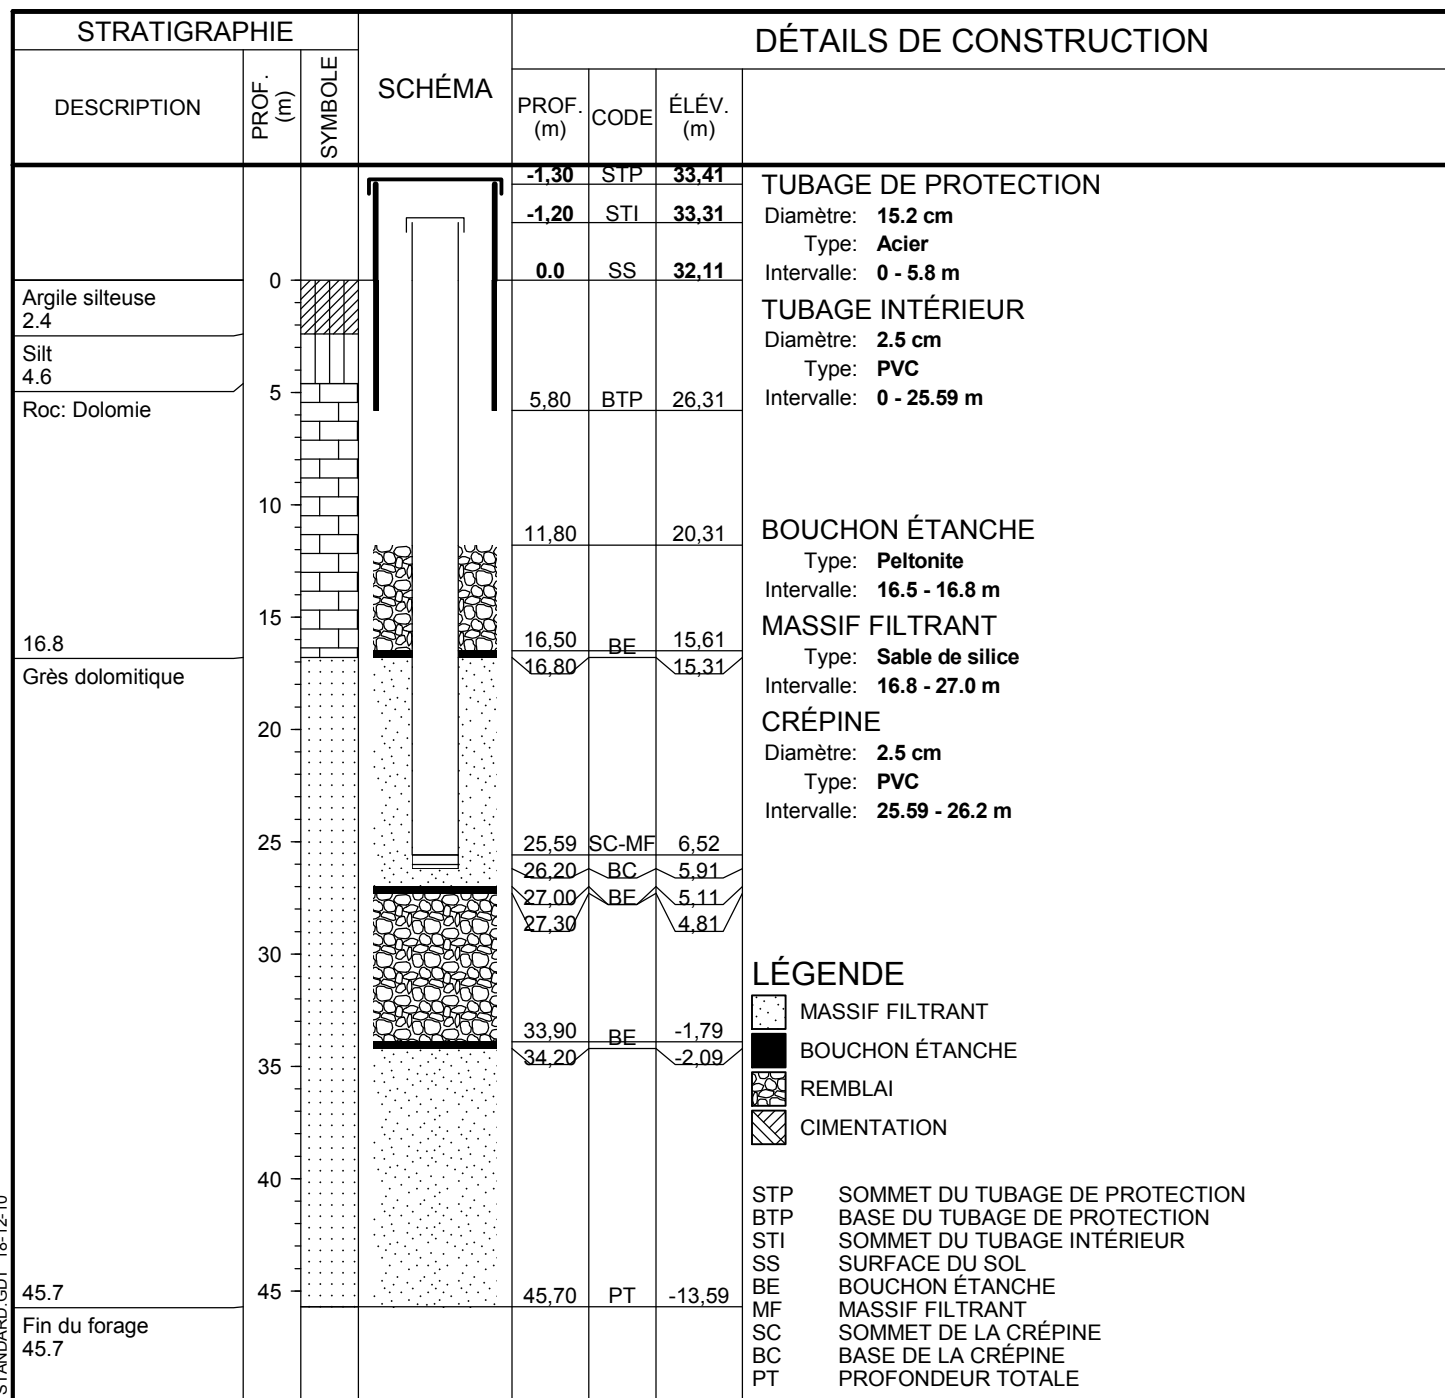 STRATIGRAPHIE
DESCRIPTION
PROF.
(m)
SYMBOLE
SCHÉMA
DÉTAILS DE CONSTRUCTION
PROF.
(m)
CODE
ÉLÉV.
(m)
-1,30 STP 33,41
-1,20 STI 33,31
0.0 SS 32,11
5,80 BTP 26,31
11,80 20,31
16,50 BE 15,61
16,80 15,31
25,59 SC-MF 6,52
26,20 BC 5,91
27,00 BE 5,11
27,30 4,81
33,90 BE -1,79
34,20 -2,09
45,70 PT -13,59
Argile silteuse
2.4
Silt
4.6
Roc: Dolomie
16.8
Grès dolomitique
45.7
Fin du forage
45.7
0
5
10
15
20
25
30
35
40
45
TUBAGE DE PROTECTION
Diamètre: 15.2 cm
Type: Acier
Intervalle: 0 - 5.8 m
TUBAGE INTÉRIEUR
Diamètre: 2.5 cm
Type: PVC
Intervalle: 0 - 25.59 m
BOUCHON ÉTANCHE
Type: Peltonite
Intervalle: 16.5 - 16.8 m
MASSIF FILTRANT
Type: Sable de silice
Intervalle: 16.8 - 27.0 m
CRÉPINE
Diamètre: 2.5 cm
Type: PVC
Intervalle: 25.59 - 26.2 m
LÉGENDE
MASSIF FILTRANT
BOUCHON ÉTANCHE
REMBLAI
CIMENTATION
STP SOMMET DU TUBAGE DE PROTECTION
BTP BASE DU TUBAGE DE PROTECTION
STI SOMMET DU TUBAGE INTÉRIEUR
SS SURFACE DU SOL
BE BOUCHON ÉTANCHE
MF MASSIF FILTRANT
SC SOMMET DE LA CRÉPINE
BC BASE DE LA CRÉPINE
PT PROFONDEUR TOTALE
STANDARD.GDT 18-12-10